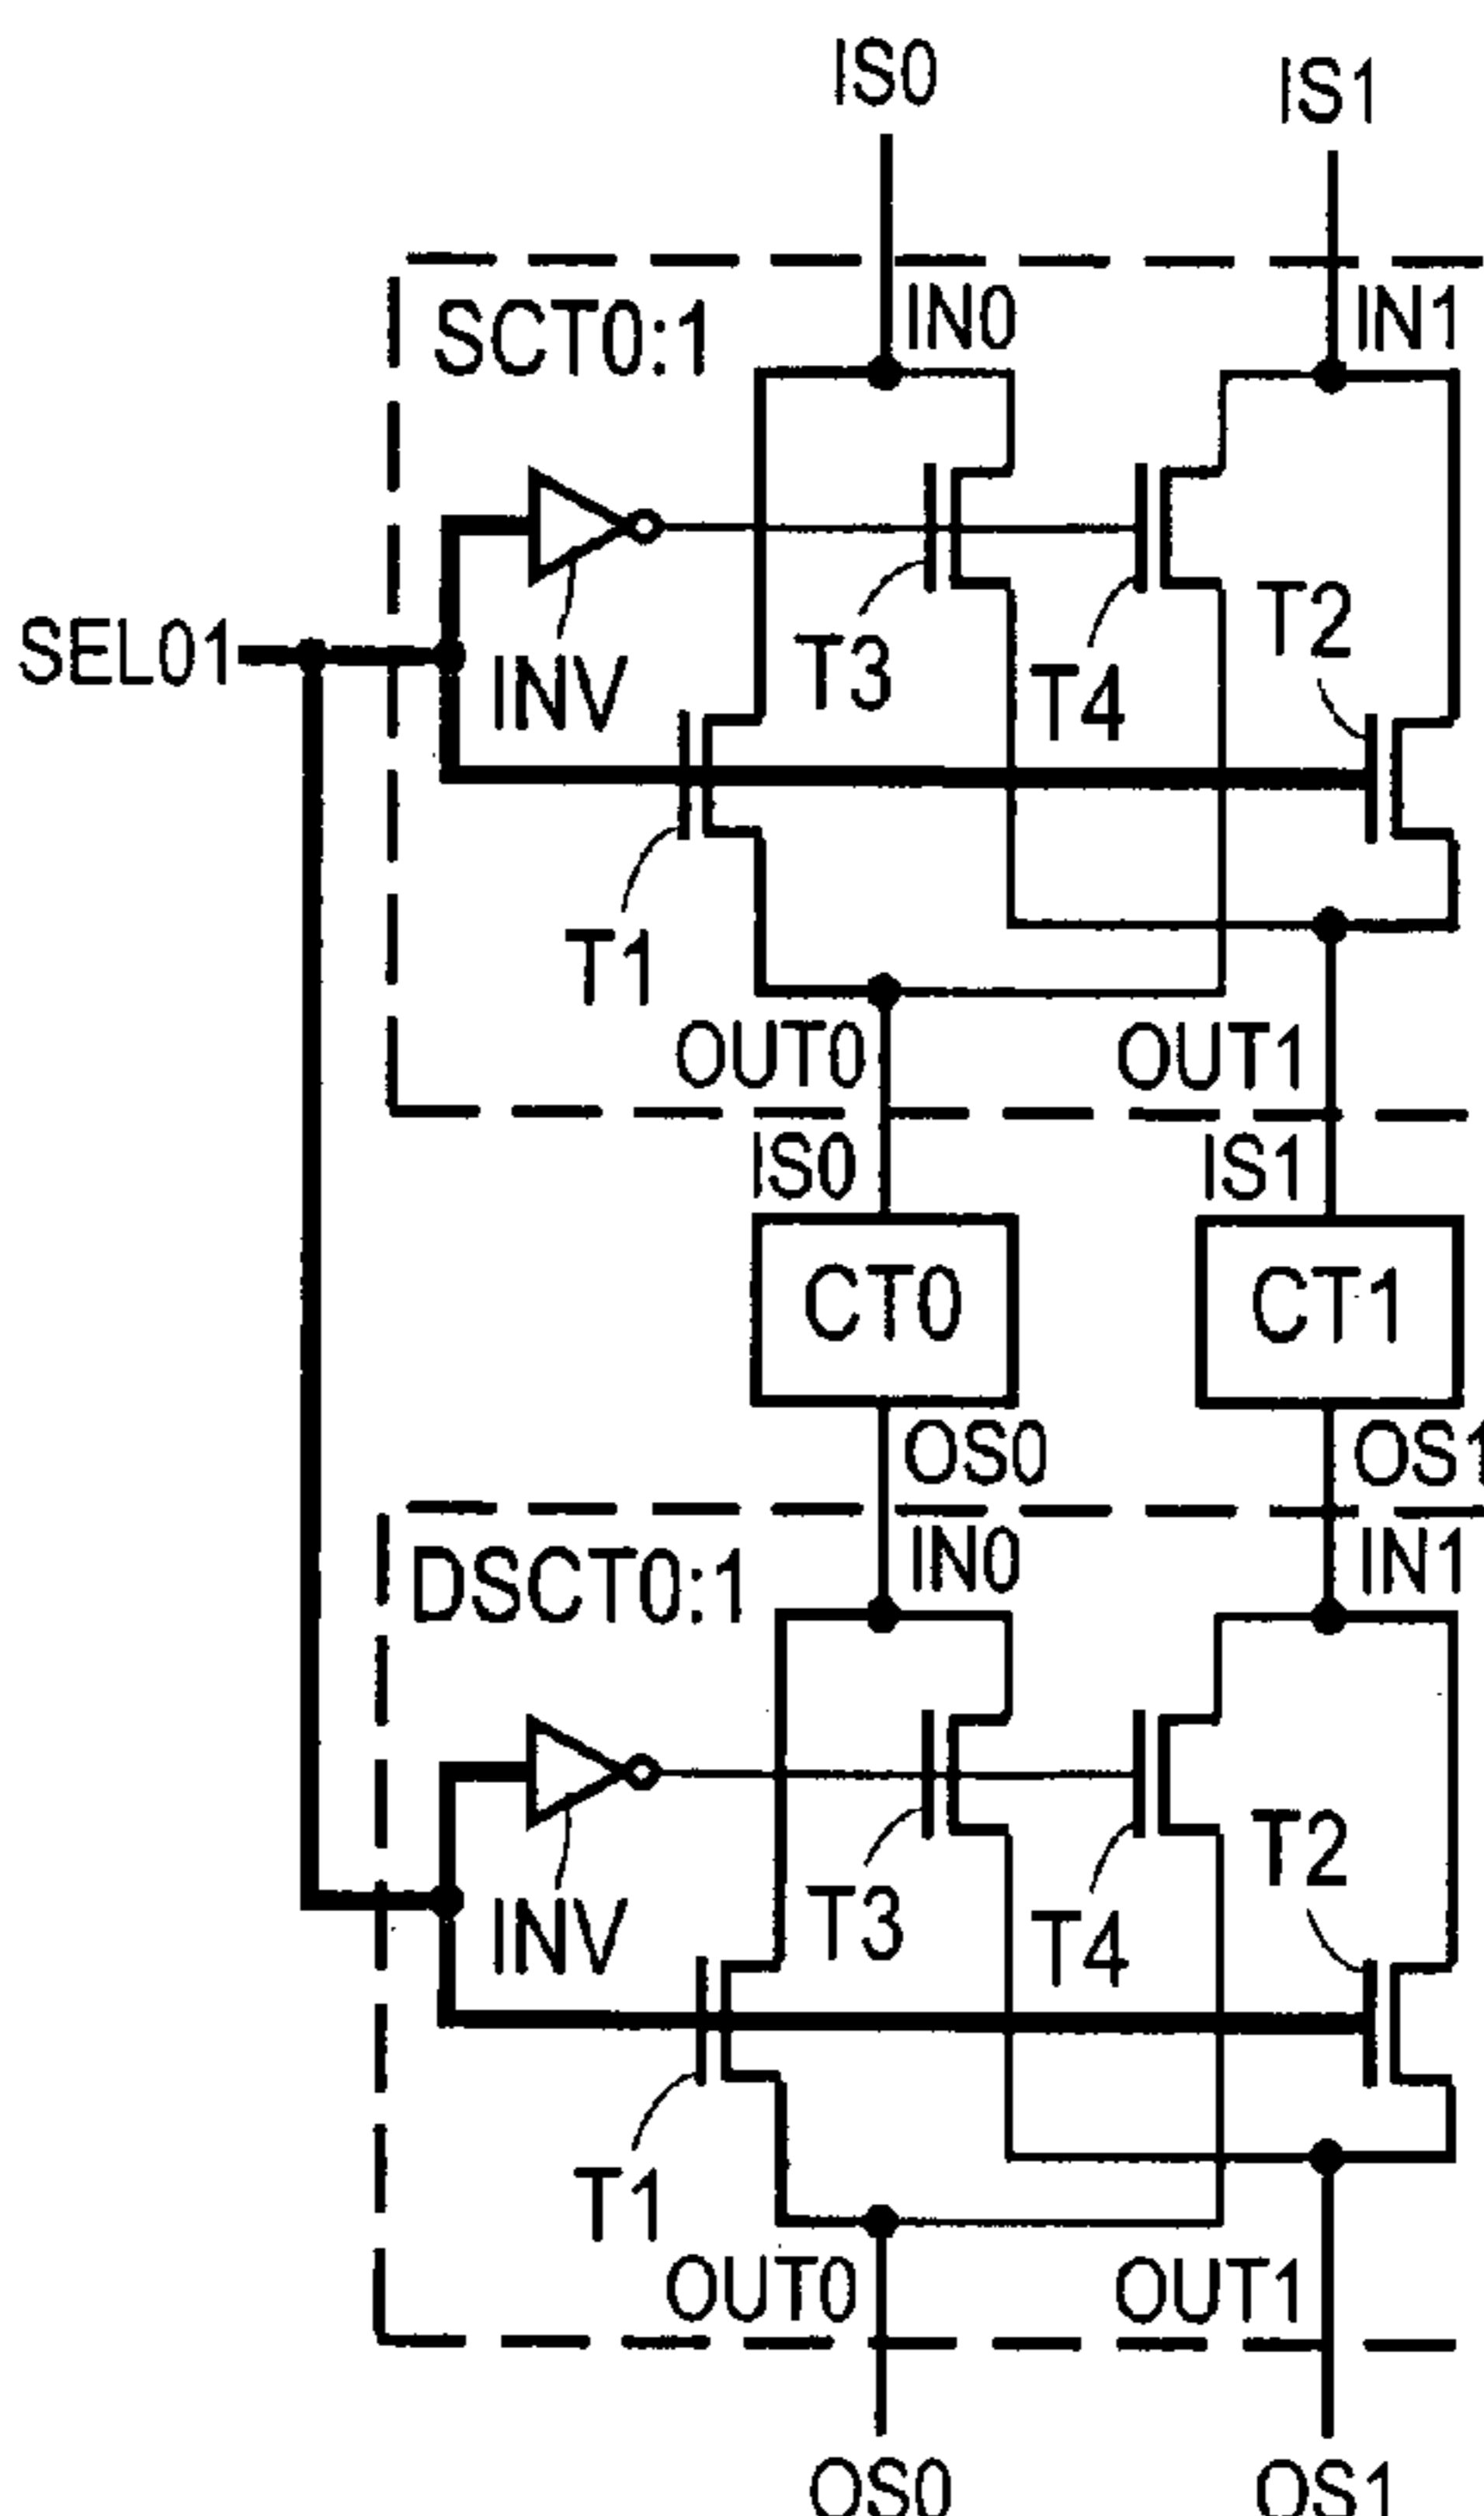 IS0
IS1
SCT0:1
IN0
IN1
SEL01
INV
T3
T4
T2
T1
OUT0
OUT1
IS0
IS1
CT0
CT1
OS0
OS1
DSCT0:1
IN0
IN1
INV
T3
T4
T2
T1
OUT0
OUT1
OS0
OS1